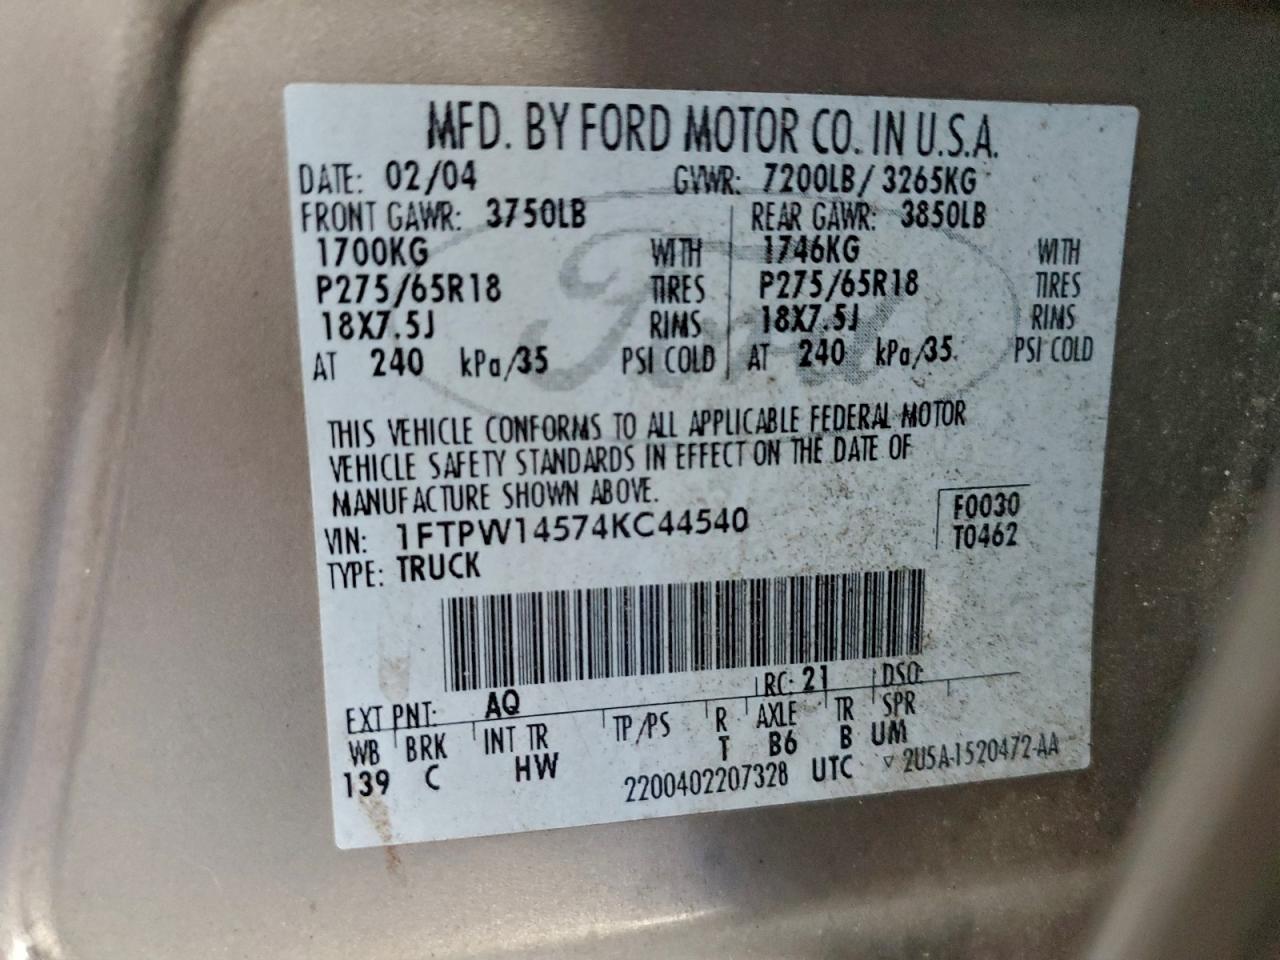 MFD. BY FORD MOTOR CO. IN U.S.A.
DATE: 02/04 GVWR: 7200LB/ 3265KG
FRONT GAWR: 3750LB REAR GAWR: 3850LB
1700KG WITH 1746KG WITH
P275/65R18 TIRES P275/65R18 TIRES
18X7.5J RIMS 18X7.5J RIMS
AT 240 kPa/35 PSI COLD AT 240 kPa/35 PSI COLD
Ford
THIS VEHICLE CONFORMS TO ALL APPLICABLE FEDERAL MOTOR
VEHICLE SAFETY STANDARDS IN EFFECT ON THE DATE OF
MANUFACTURE SHOWN ABOVE.
VIN: 1FTPW14574KC44540 F0030
TYPE: TRUCK T0462
EXT PNT: AQ RC: 21 DSO:
WB BRK INT TR TP/PS R AXLE TR SPR
139 C HW T B6 B UM
2200402207328 UTC ▽ 2U5A-1520472-AA